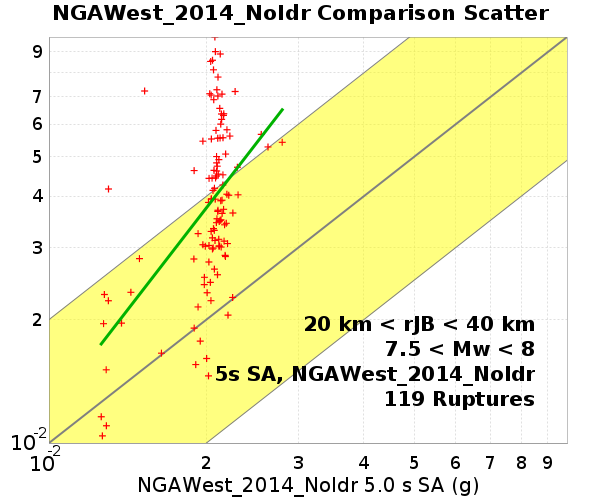 NGAWest_2014_NoIdr Comparison Scatter
9
7
6
5
4
3
2
10-2
20 km < rJB < 40 km
7.5 < Mw < 8
5s SA, NGAWest_2014_NoIdr
119 Ruptures
10-2 2 3 4 5 6 7 8 9
NGAWest_2014_NoIdr 5.0 s SA (g)